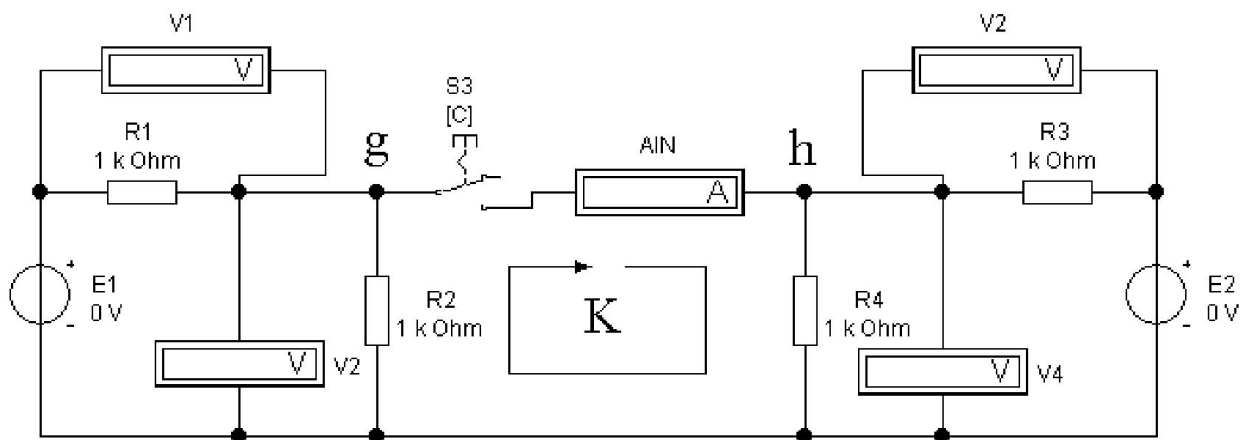 V1
V
R1
1 k Ohm
g
S3
[C]
AIN
A
h
V2
V
R3
1 k Ohm
+
E1
0 V
-
V
V2
R2
1 k Ohm
K
R4
1 k Ohm
V
V4
+
E2
0 V
-